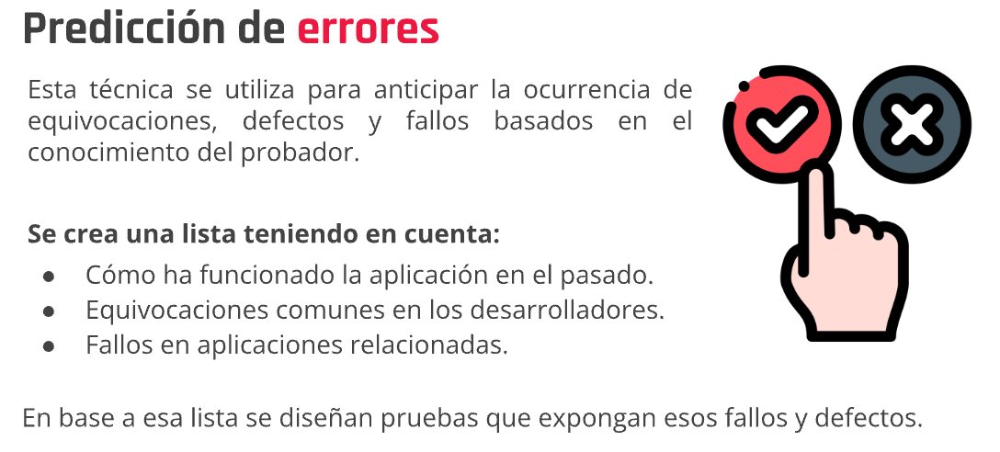 Predicción de errores
Esta técnica se utiliza para anticipar la ocurrencia de
equivocaciones, defectos y fallos basados en el
conocimiento del probador.
Se crea una lista teniendo en cuenta:
● Cómo ha funcionado la aplicación en el pasado.
● Equivocaciones comunes en los desarrolladores.
● Fallos en aplicaciones relacionadas.
En base a esa lista se diseñan pruebas que expongan esos fallos y defectos.